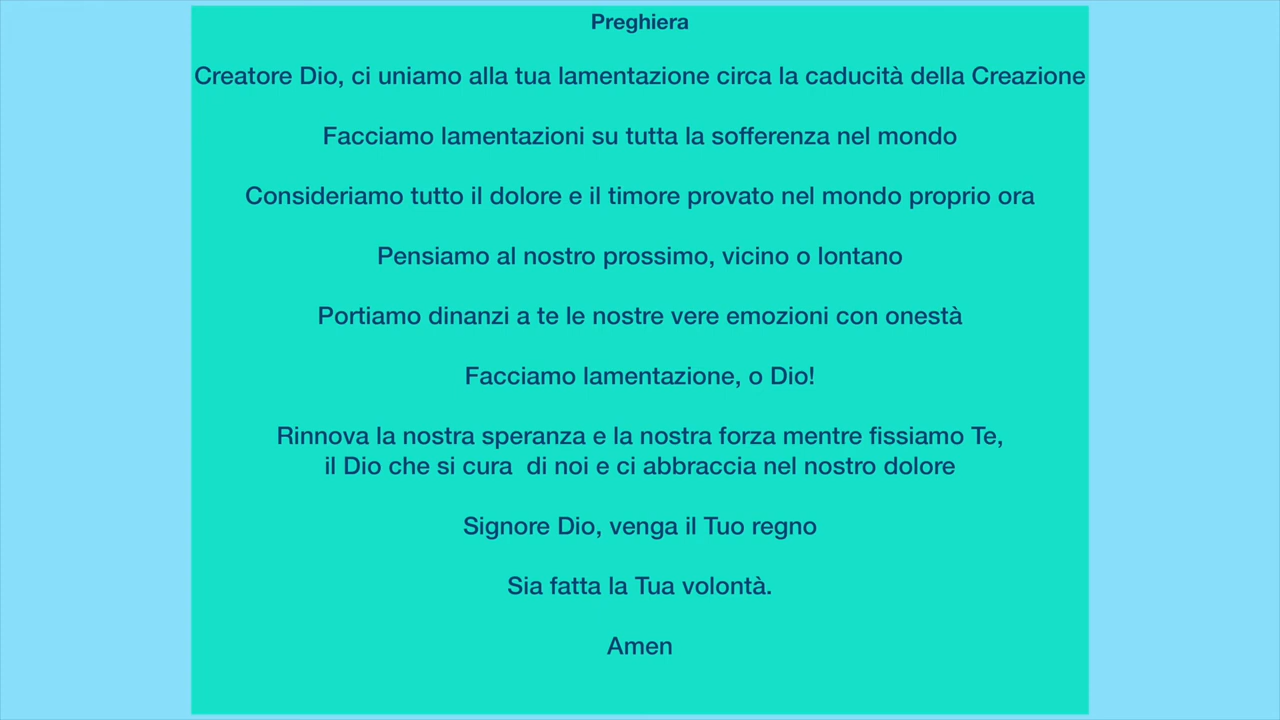 Preghiera
Creatore Dio, ci uniamo alla tua lamentazione circa la caducità della Creazione
Facciamo lamentazioni su tutta la sofferenza nel mondo
Consideriamo tutto il dolore e il timore provato nel mondo proprio ora
Pensiamo al nostro prossimo, vicino o lontano
Portiamo dinanzi a te le nostre vere emozioni con onestà
Facciamo lamentazione, o Dio!
Rinnova la nostra speranza e la nostra forza mentre fissiamo Te,
il Dio che si cura  di noi e ci abbraccia nel nostro dolore
Signore Dio, venga il Tuo regno
Sia fatta la Tua volontà.
Amen